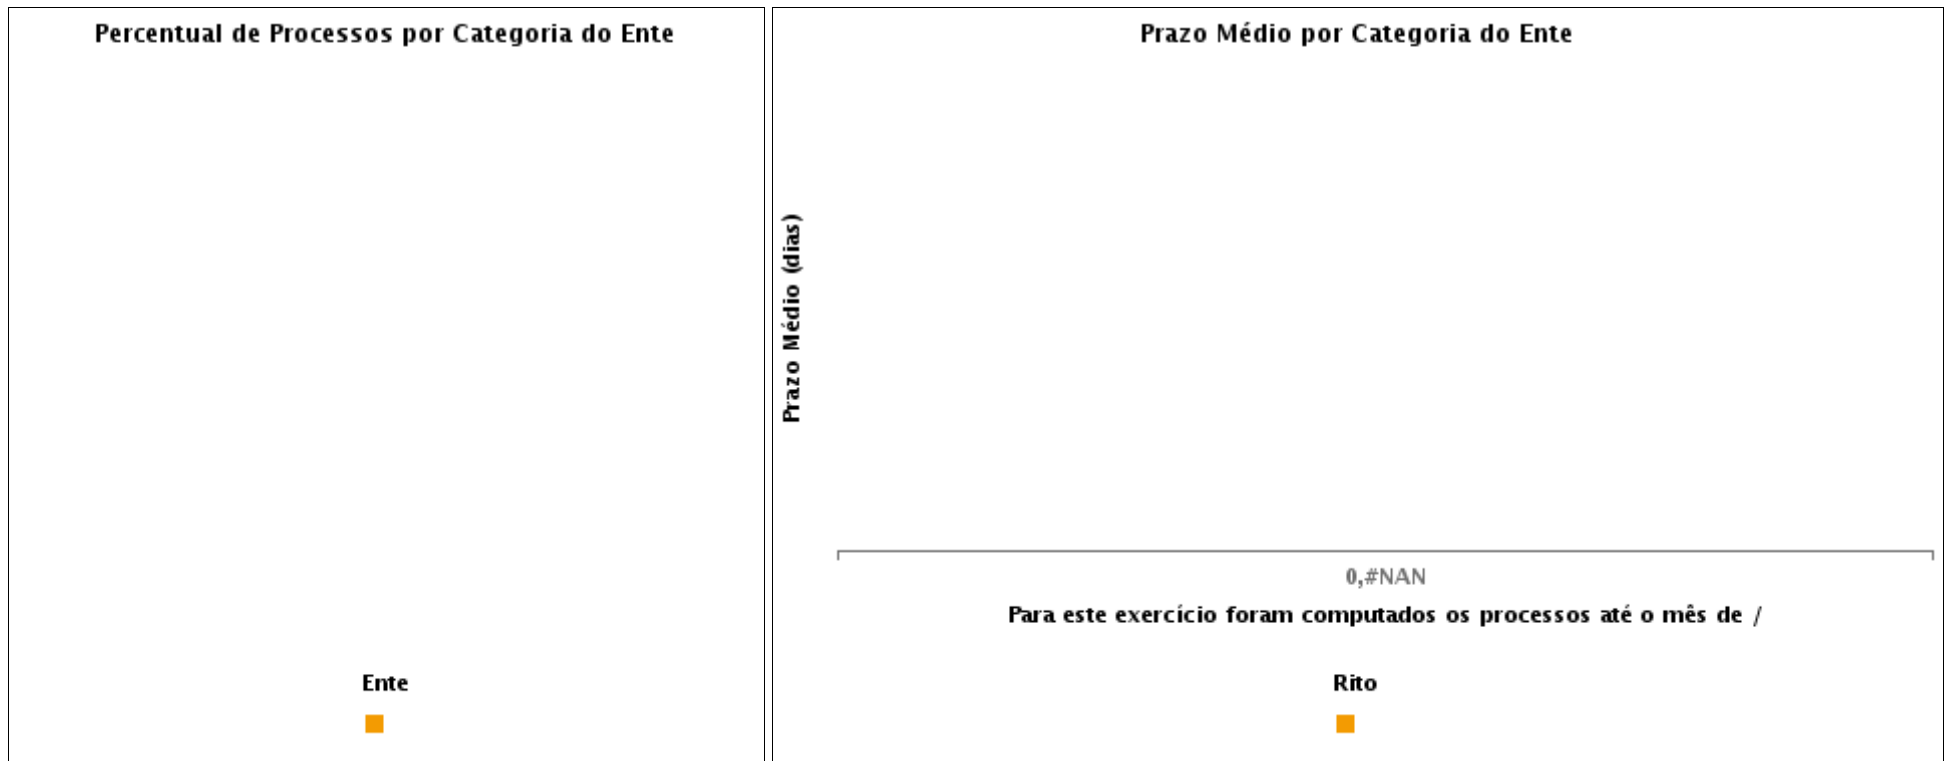 Percentual de Processos por Categoria do Ente
Ente
Prazo Médio por Categoria do Ente
Prazo Médio (dias)
0,#NAN
Para este exercício foram computados os processos até o mês de /
Rito